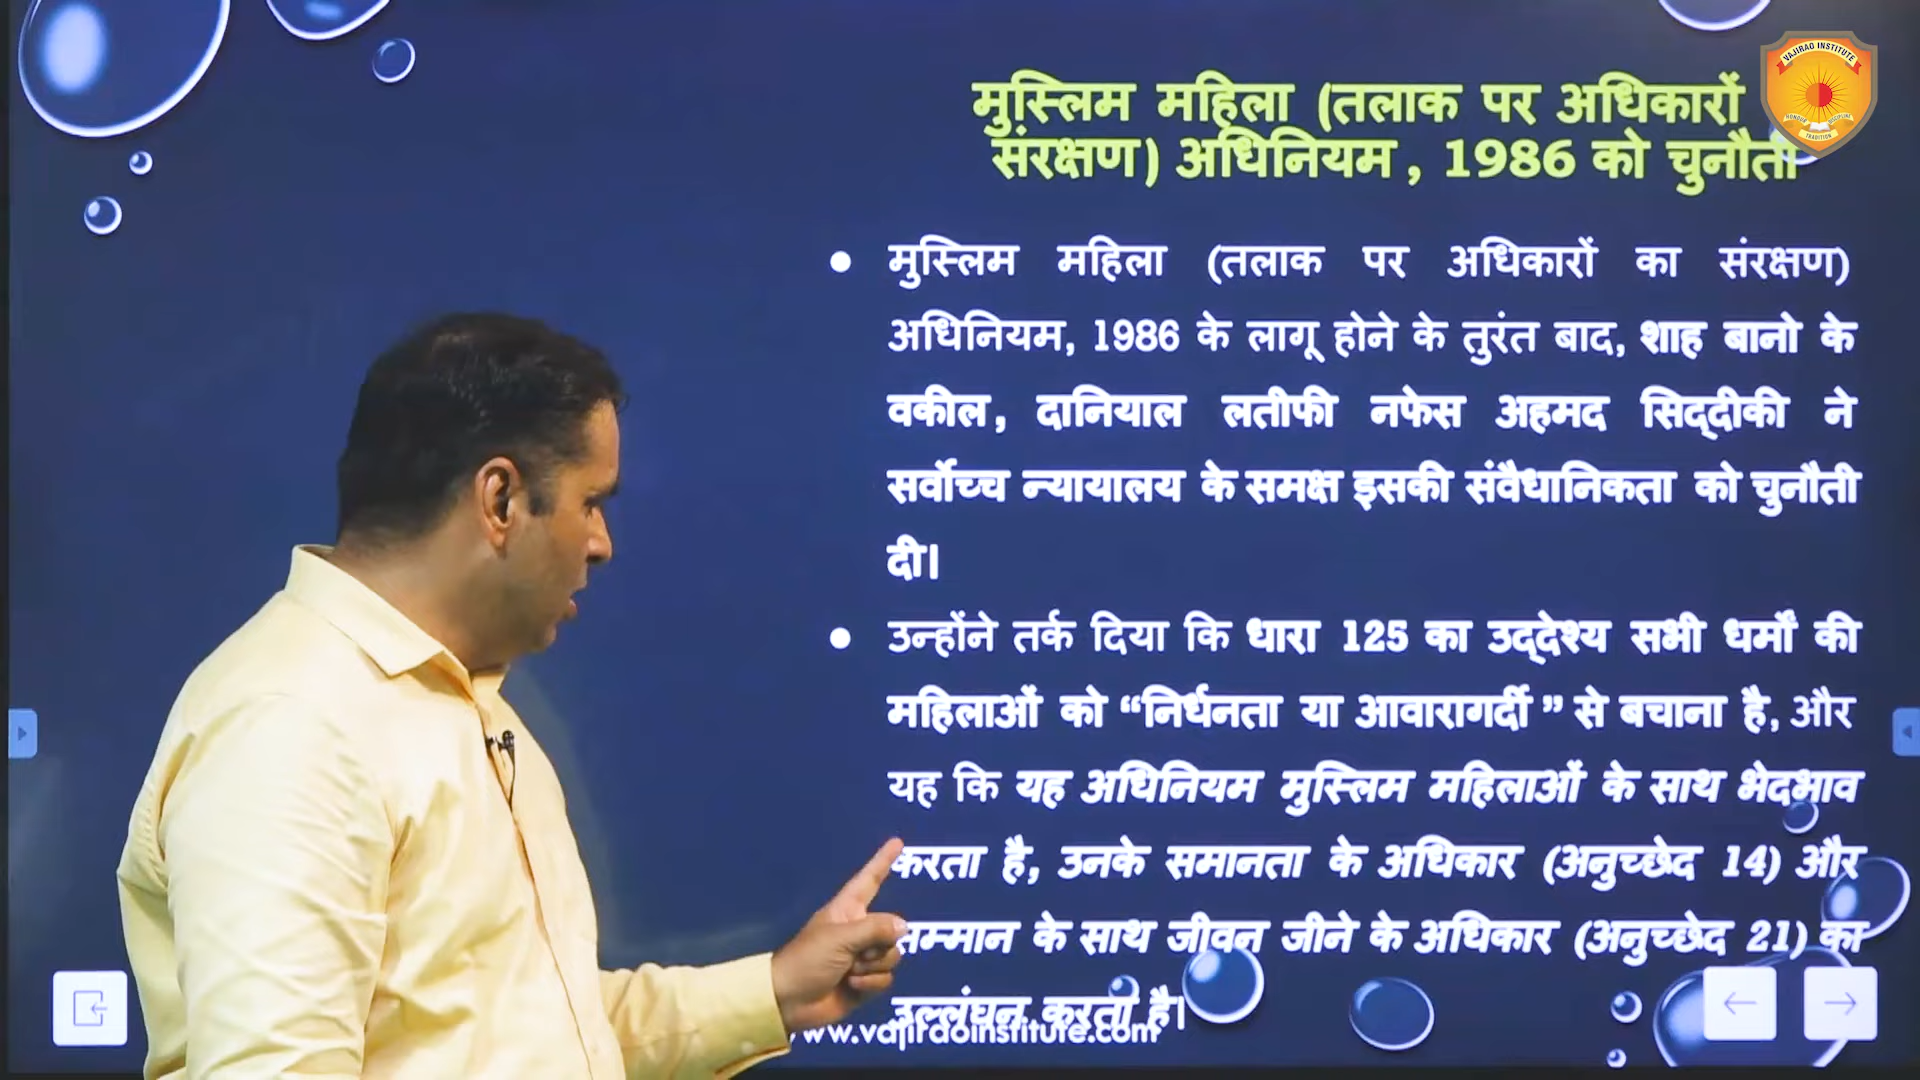 मुस्लिम महिला (तलाक पर अधिकारों
संरक्षण) अधिनियम, 1986 को चुनौती
VAJIRAO INSTITUTE
TRADITION
मुस्लिम महिला (तलाक पर अधिकारों का संरक्षण)
अधिनियम, 1986 के लागू होने के तुरंत बाद, शाह बानो के
वकील, दानियाल लतीफी नफेस अहमद सिद्दीकी ने
सर्वोच्च न्यायालय के समक्ष इसकी संवैधानिकता को चुनौती
दी।
उन्होंने तर्क दिया कि धारा 125 का उद्देश्य सभी धर्मों की
महिलाओं को “निर्धनता या आवारागर्दी” से बचाना है, और
यह कि यह अधिनियम मुस्लिम महिलाओं के साथ भेदभाव
करता है, उनके समानता के अधिकार (अनुच्छेद 14) और
सम्मान के साथ जीवन जीने के अधिकार (अनुच्छेद 21) का
उल्लंघन करता है।
www.vajiraoinstitute.com